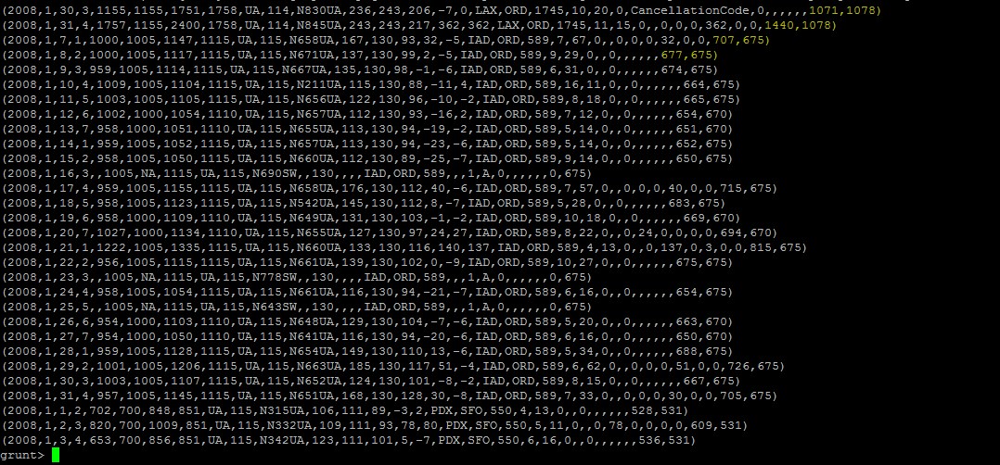 (2008,1,30,3,1155,1155,1751,1758,UA,114,N830UA,236,243,206,-7,0,LAX,ORD,1745,10,20,0,CancellationCode,0,,,,,,1071,1078)
(2008,1,31,4,1757,1155,2400,1758,UA,114,N845UA,243,243,217,362,362,LAX,ORD,1745,11,15,0,,0,0,0,362,0,0,1440,1078)
(2008,1,7,1,1000,1005,1147,1115,UA,115,N658UA,167,130,93,32,-5,IAD,ORD,589,7,67,0,,0,0,0,32,0,0,707,675)
(2008,1,8,2,1000,1005,1117,1115,UA,115,N671UA,137,130,99,2,-5,IAD,ORD,589,9,29,0,,0,,,,,,677,675)
(2008,1,9,3,959,1005,1114,1115,UA,115,N667UA,135,130,98,-1,-6,IAD,ORD,589,6,31,0,,0,,,,,,674,675)
(2008,1,10,4,1009,1005,1104,1115,UA,115,N211UA,115,130,88,-11,4,IAD,ORD,589,16,11,0,,0,,,,,,664,675)
(2008,1,11,5,1003,1005,1105,1115,UA,115,N656UA,122,130,96,-10,-2,IAD,ORD,589,8,18,0,,0,,,,,,665,675)
(2008,1,12,6,1002,1000,1054,1110,UA,115,N657UA,112,130,93,-16,2,IAD,ORD,589,7,12,0,,0,,,,,,654,670)
(2008,1,13,7,958,1000,1051,1110,UA,115,N655UA,113,130,94,-19,-2,IAD,ORD,589,5,14,0,,0,,,,,,651,670)
(2008,1,14,1,959,1005,1052,1115,UA,115,N657UA,113,130,94,-23,-6,IAD,ORD,589,5,14,0,,0,,,,,,652,675)
(2008,1,15,2,958,1005,1050,1115,UA,115,N660UA,112,130,89,-25,-7,IAD,ORD,589,9,14,0,,0,,,,,,650,675)
(2008,1,16,3,,1005,NA,1115,UA,115,N690SW,,130,,,,IAD,ORD,589,,,1,A,0,,,,,,0,675)
(2008,1,17,4,959,1005,1155,1115,UA,115,N658UA,176,130,112,40,-6,IAD,ORD,589,7,57,0,,0,0,0,40,0,0,715,675)
(2008,1,18,5,958,1005,1123,1115,UA,115,N542UA,145,130,112,8,-7,IAD,ORD,589,5,28,0,,0,,,,,,683,675)
(2008,1,19,6,958,1000,1109,1110,UA,115,N649UA,131,130,103,-1,-2,IAD,ORD,589,10,18,0,,0,,,,,,669,670)
(2008,1,20,7,1027,1000,1134,1110,UA,115,N655UA,127,130,97,24,27,IAD,ORD,589,8,22,0,,0,24,0,0,0,0,694,670)
(2008,1,21,1,1222,1005,1335,1115,UA,115,N660UA,133,130,116,140,137,IAD,ORD,589,4,13,0,,0,137,0,3,0,0,815,675)
(2008,1,22,2,956,1005,1115,1115,UA,115,N661UA,139,130,102,0,-9,IAD,ORD,589,10,27,0,,0,,,,,,675,675)
(2008,1,23,3,,1005,NA,1115,UA,115,N778SW,,130,,,,IAD,ORD,589,,,1,A,0,,,,,,0,675)
(2008,1,24,4,958,1005,1054,1115,UA,115,N661UA,116,130,94,-21,-7,IAD,ORD,589,6,16,0,,0,,,,,,654,675)
(2008,1,25,5,,1005,NA,1115,UA,115,N643SW,,130,,,,IAD,ORD,589,,,1,A,0,,,,,,0,675)
(2008,1,26,6,954,1000,1103,1110,UA,115,N648UA,129,130,104,-7,-6,IAD,ORD,589,5,20,0,,0,,,,,,663,670)
(2008,1,27,7,954,1000,1050,1110,UA,115,N641UA,116,130,94,-20,-6,IAD,ORD,589,6,16,0,,0,,,,,,650,670)
(2008,1,28,1,959,1005,1128,1115,UA,115,N654UA,149,130,110,13,-6,IAD,ORD,589,5,34,0,,0,,,,,,688,675)
(2008,1,29,2,1001,1005,1206,1115,UA,115,N663UA,185,130,117,51,-4,IAD,ORD,589,6,62,0,,0,0,0,51,0,0,726,675)
(2008,1,30,3,1003,1005,1107,1115,UA,115,N652UA,124,130,101,-8,-2,IAD,ORD,589,8,15,0,,0,,,,,,667,675)
(2008,1,31,4,957,1005,1145,1115,UA,115,N651UA,168,130,128,30,-8,IAD,ORD,589,7,33,0,,0,0,0,30,0,0,705,675)
(2008,1,1,2,702,700,848,851,UA,115,N315UA,106,111,89,-3,2,PDX,SFO,550,4,13,0,,0,,,,,,528,531)
(2008,1,2,3,820,700,1009,851,UA,115,N332UA,109,111,93,78,80,PDX,SFO,550,5,11,0,,0,78,0,0,0,0,609,531)
(2008,1,3,4,653,700,856,851,UA,115,N342UA,123,111,101,5,-7,PDX,SFO,550,6,16,0,,0,,,,,,536,531)
grunt>